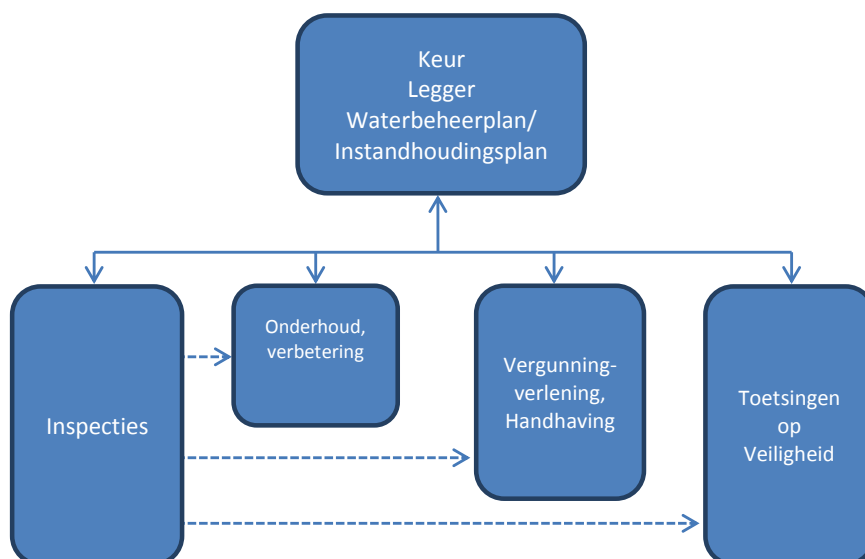 Keur
Legger
Waterbeheerplan/
Instandhoudingsplan
Inspecties
Onderhoud,
verbetering
Vergunning-
verlening,
Handhaving
Toetsingen
op
Veiligheid